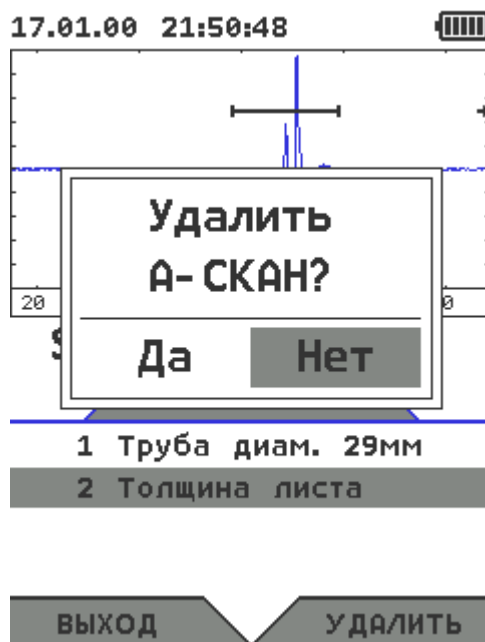 17.01.00 21:50:48
Удалить
А-СКАН?
20
Да Нет
1 Труба диам. 29мм
2 Толщина листа
ВЫХОД УДАЛИТЬ